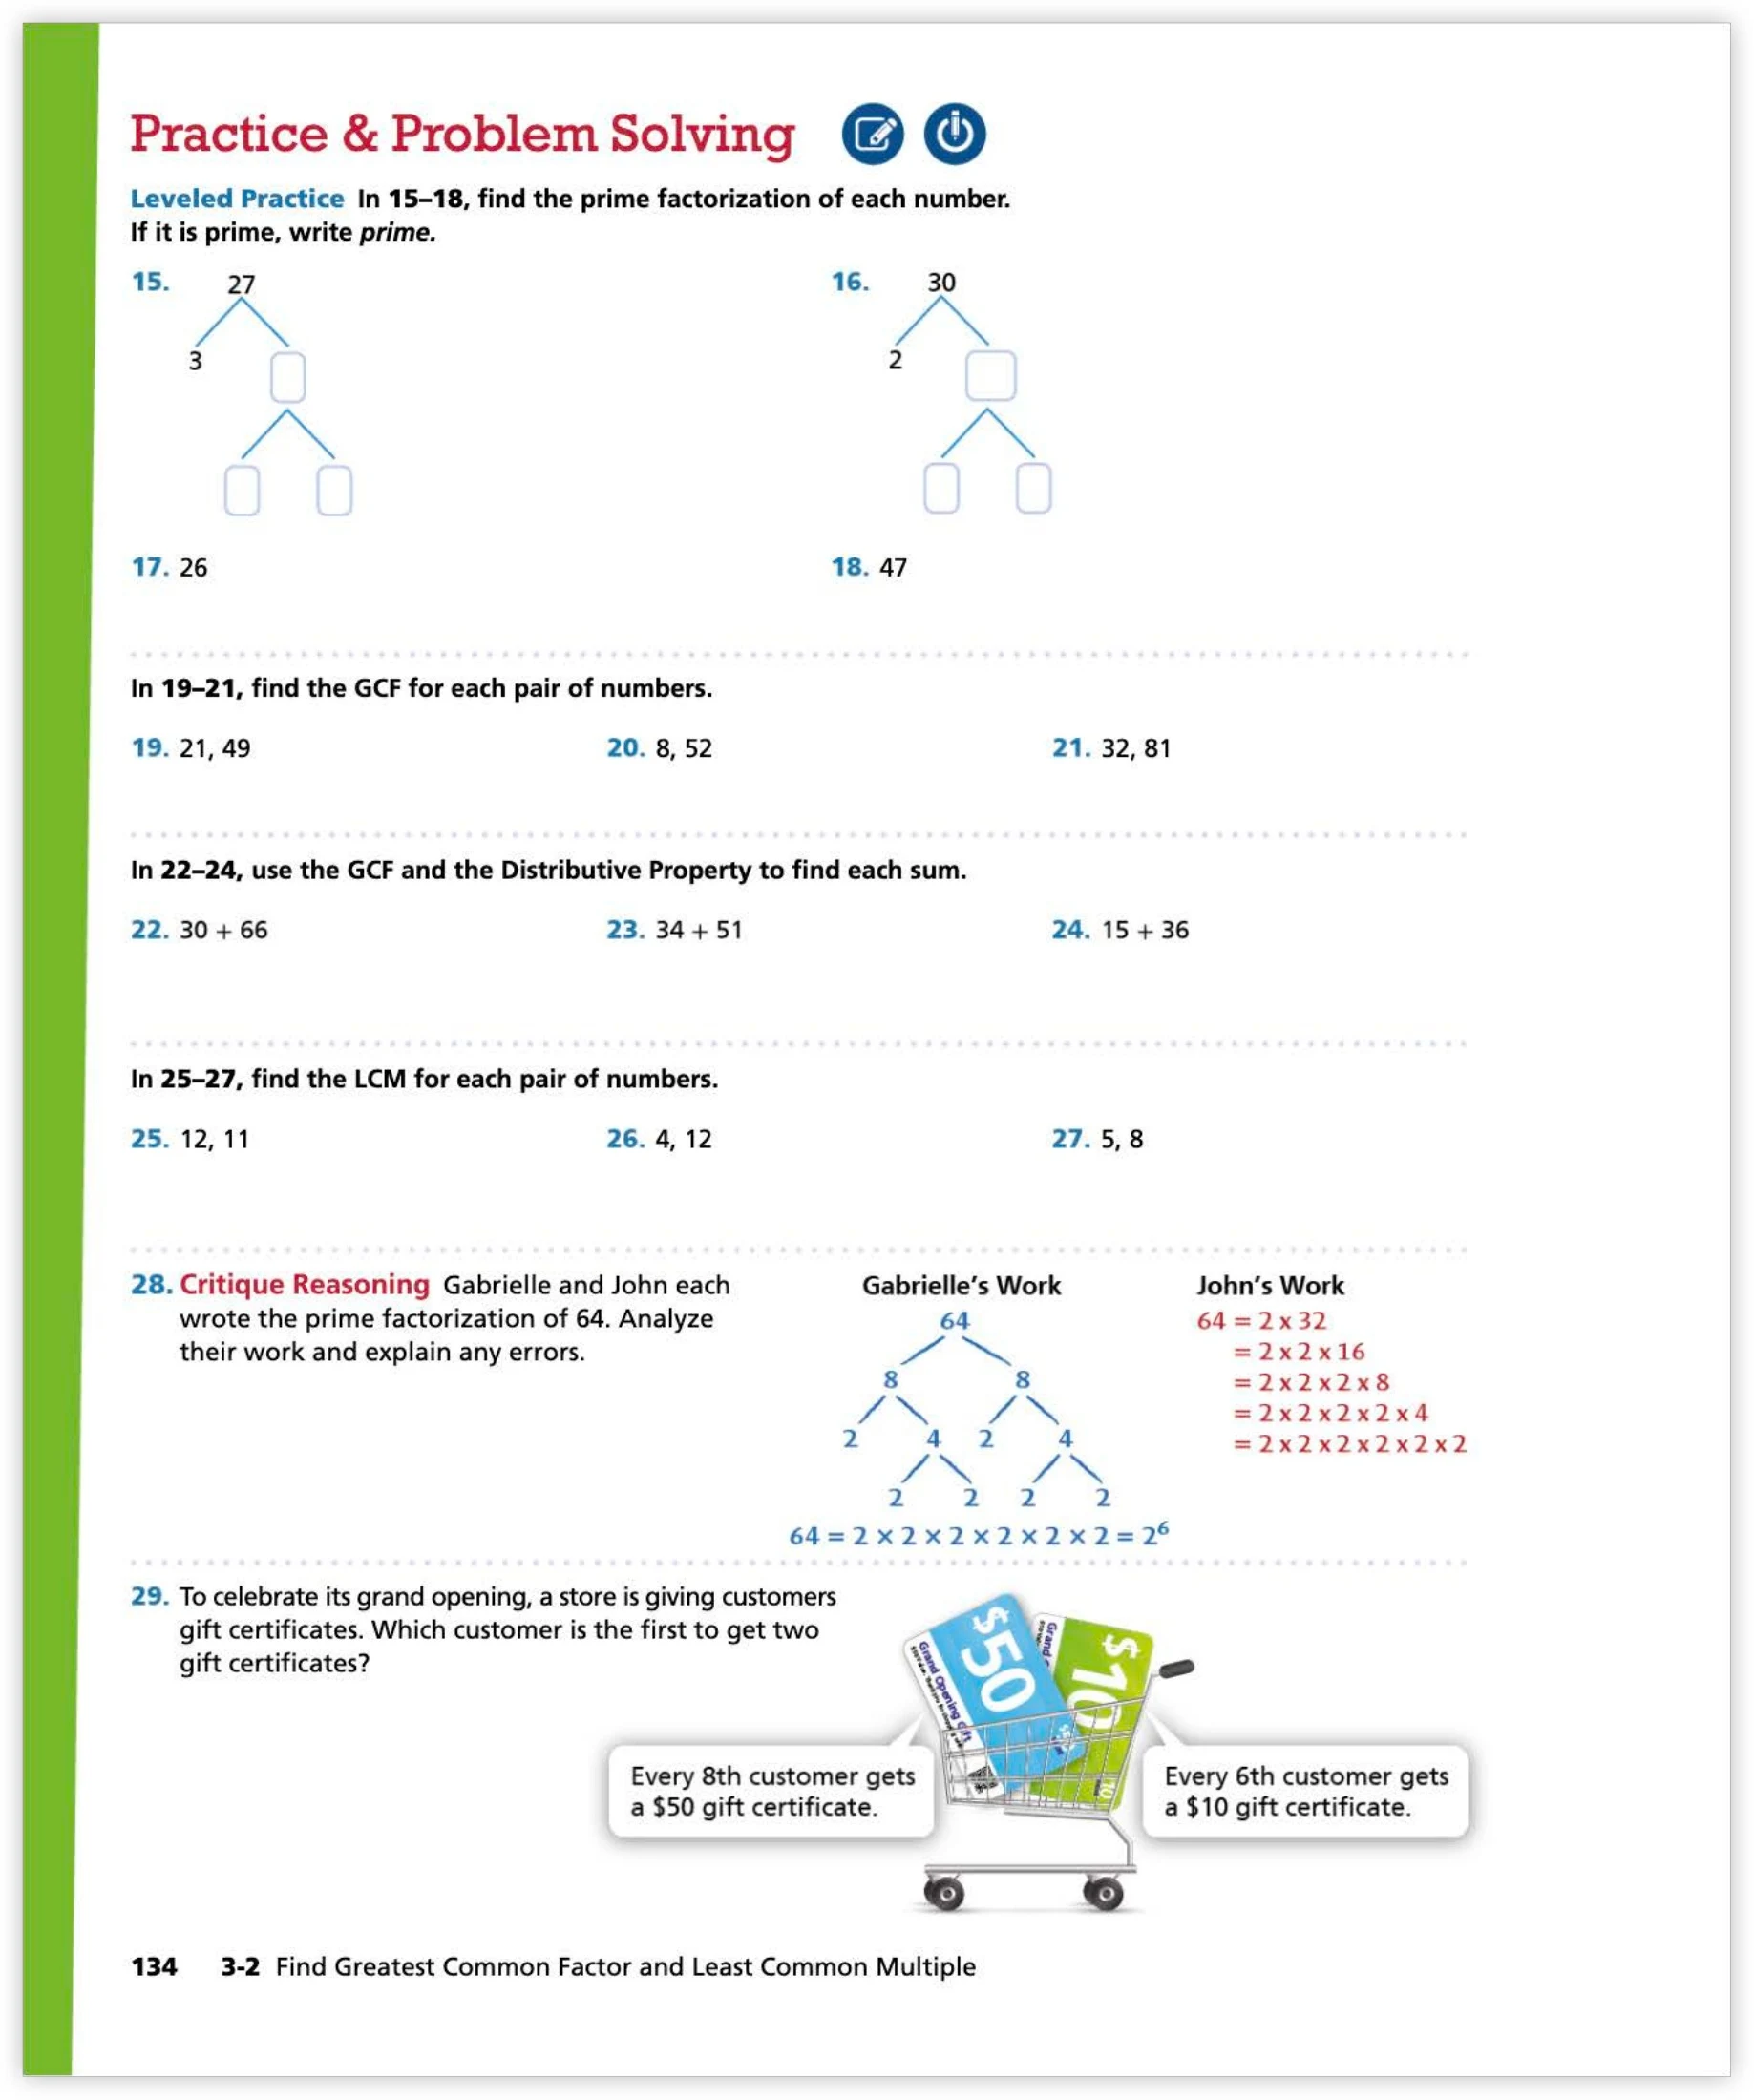 Practice & Problem Solving
Leveled Practice In 15–18, find the prime factorization of each number.
If it is prime, write prime.
15. 27
3
16. 30
2
17. 26
18. 47
In 19–21, find the GCF for each pair of numbers.
19. 21, 49
20. 8, 52
21. 32, 81
In 22–24, use the GCF and the Distributive Property to find each sum.
22. 30 + 66
23. 34 + 51
24. 15 + 36
In 25–27, find the LCM for each pair of numbers.
25. 12, 11
26. 4, 12
27. 5, 8
28. Critique Reasoning Gabrielle and John each
wrote the prime factorization of 64. Analyze
their work and explain any errors.
Gabrielle's Work
64
8 8
2 4 2 4
2 2 2 2
64 = 2 × 2 × 2 × 2 × 2 × 2 = 2⁶
John's Work
64 = 2 x 32
= 2 x 2 x 16
= 2 x 2 x 2 x 8
= 2 x 2 x 2 x 2 x 4
= 2 x 2 x 2 x 2 x 2 x 2
29. To celebrate its grand opening, a store is giving customers
gift certificates. Which customer is the first to get two
gift certificates?
$50
Grand Opening Gift
$10
Grand
Every 8th customer gets
a $50 gift certificate.
Every 6th customer gets
a $10 gift certificate.
134 3-2 Find Greatest Common Factor and Least Common Multiple